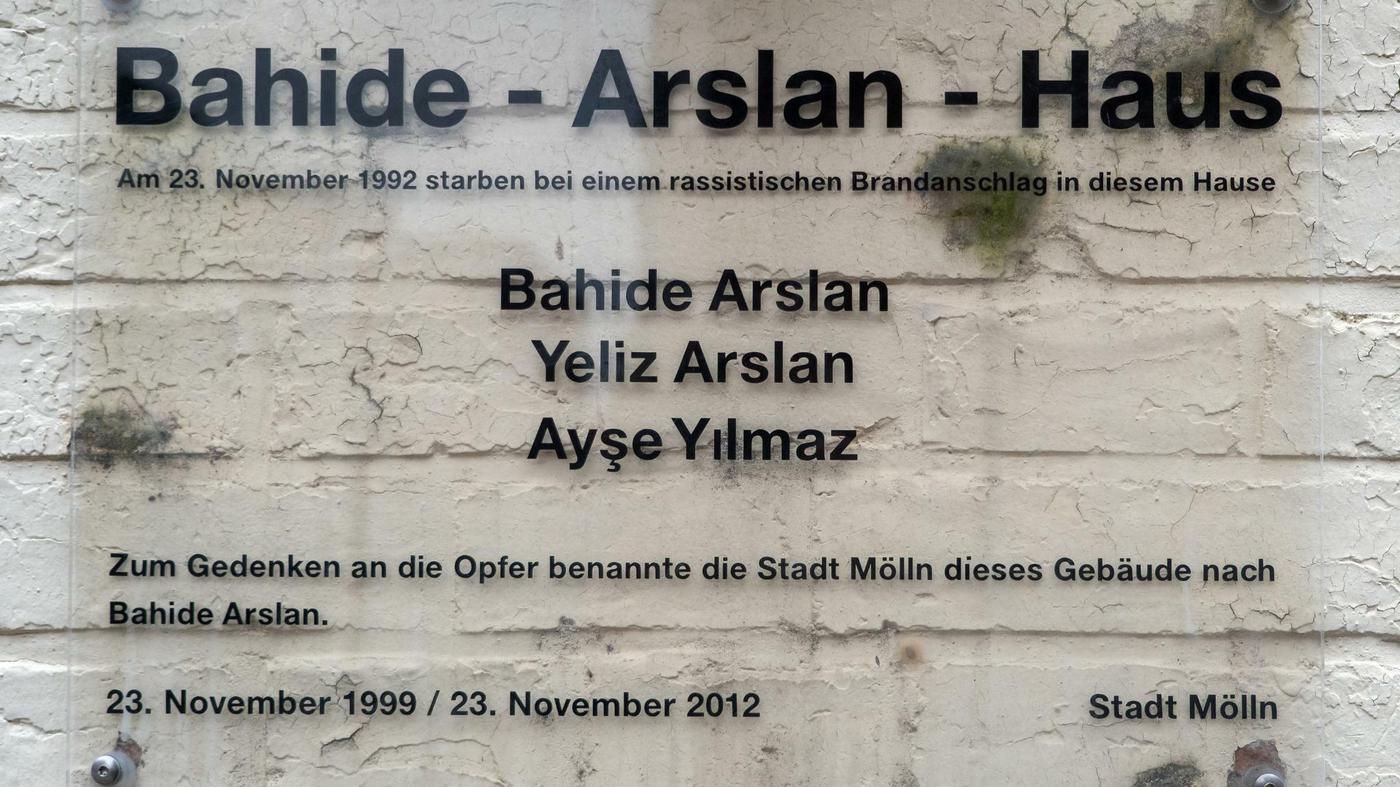 Bahide - Arslan - Haus
Am 23. November 1992 starben bei einem rassistischen Brandanschlag in diesem Hause
Bahide Arslan
Yeliz Arslan
Ayşe Yılmaz
Zum Gedenken an die Opfer benannte die Stadt Mölln dieses Gebäude nach
Bahide Arslan.
23. November 1999 / 23. November 2012 Stadt Mölln